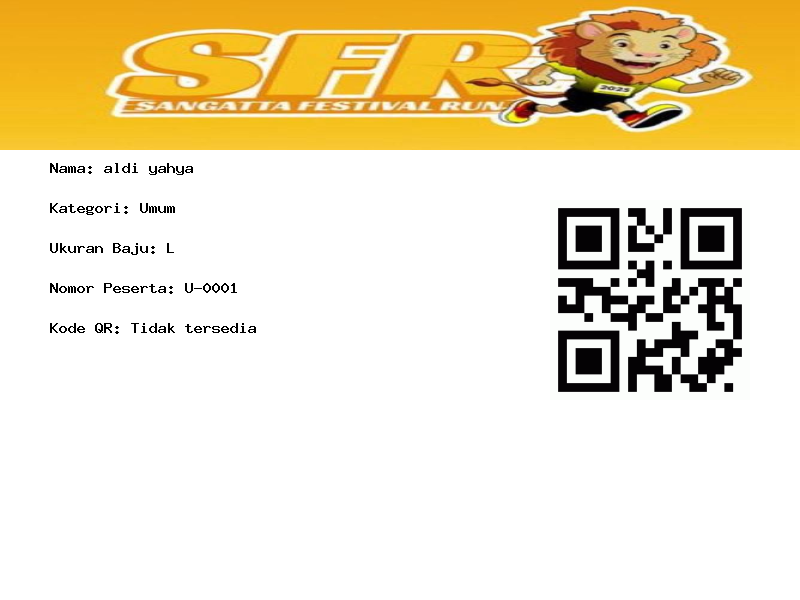 SFR
SANGATTA FESTIVAL RUN
2025
Nama: aldi yahya
Kategori: Umum
Ukuran Baju: L
Nomor Peserta: U-0001
Kode QR: Tidak tersedia